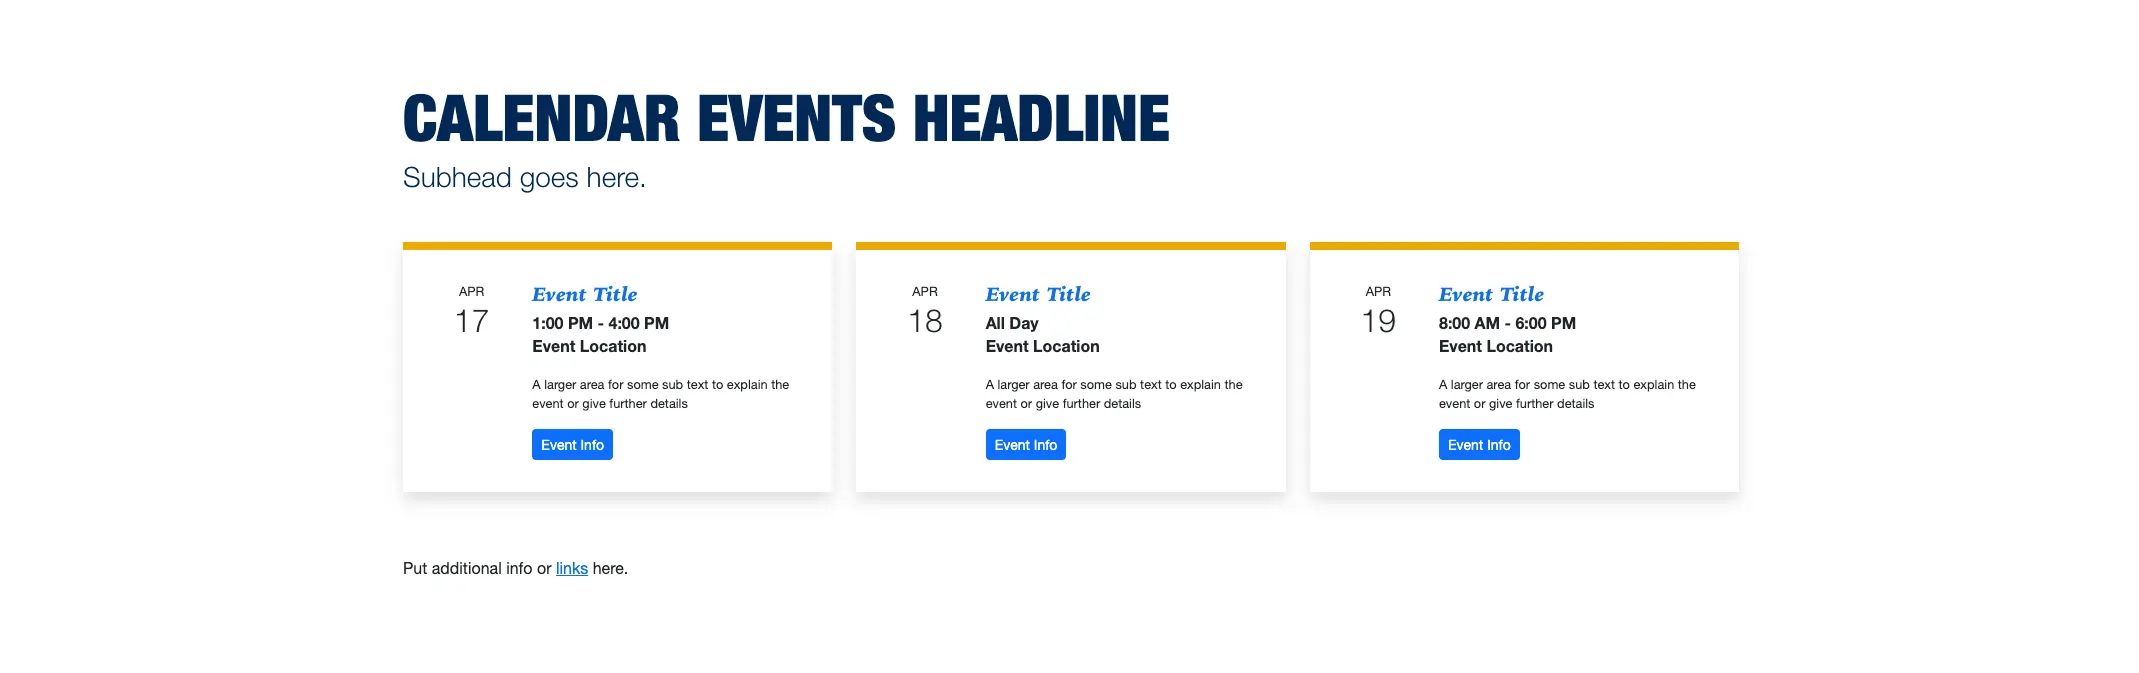 CALENDAR EVENTS HEADLINE
Subhead goes here.
APR
17
Event Title
1:00 PM - 4:00 PM
Event Location
A larger area for some sub text to explain the
event or give further details
Event Info
APR
18
Event Title
All Day
Event Location
A larger area for some sub text to explain the
event or give further details
Event Info
APR
19
Event Title
8:00 AM - 6:00 PM
Event Location
A larger area for some sub text to explain the
event or give further details
Event Info
Put additional info or links here.